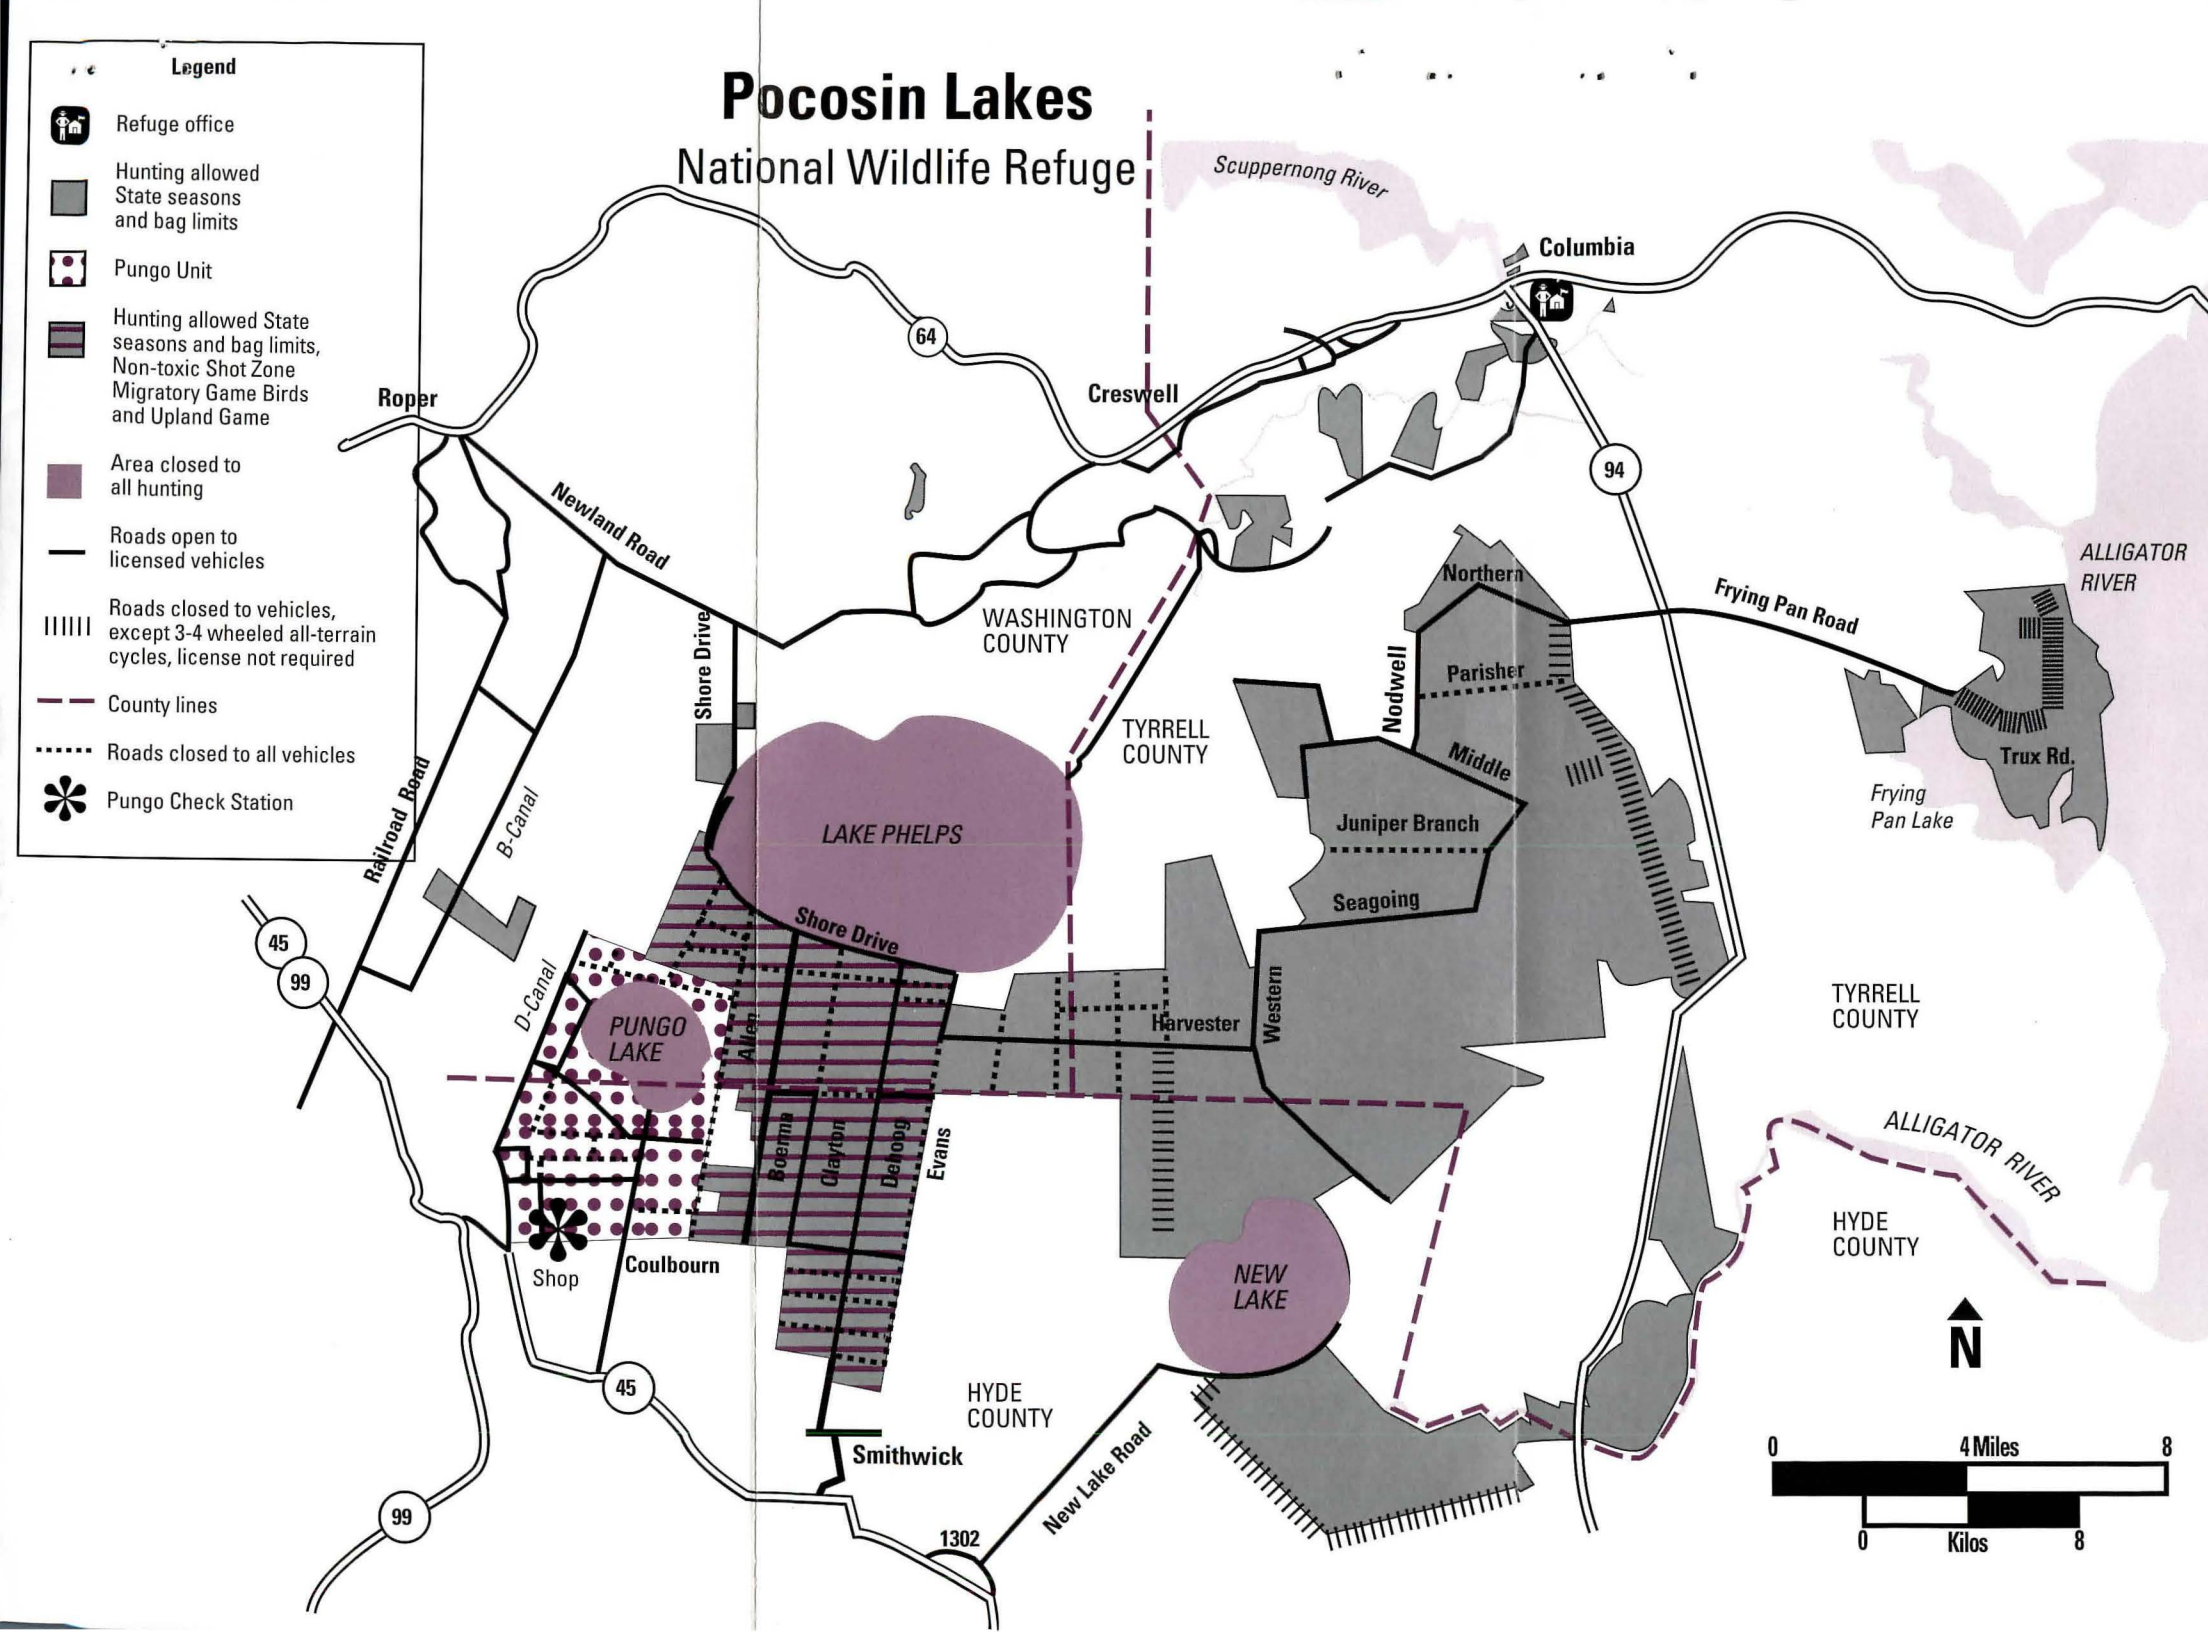 Pocosin Lakes
National Wildlife Refuge
Legend
Refuge office
Hunting allowed
State seasons
and bag limits
Pungo Unit
Hunting allowed State
seasons and bag limits,
Non-toxic Shot Zone
Migratory Game Birds
and Upland Game
Area closed to
all hunting
Roads open to
licensed vehicles
Roads closed to vehicles,
except 3-4 wheeled all-terrain
cycles, license not required
County lines
Roads closed to all vehicles
Pungo Check Station
Scuppernong River
Columbia
64
Creswell
Roper
94
Newland Road
ALLIGATOR
RIVER
Northern
Frying Pan Road
WASHINGTON
COUNTY
Shore Drive
Parisher
Nodwell
TYRRELL
COUNTY
Middle
Trux Rd.
Frying
Pan Lake
Railroad Road
B-Canal
LAKE PHELPS
Juniper Branch
Seagoing
Shore Drive
45
99
D-Canal
PUNGO
LAKE
Allen
Harvester
Western
TYRRELL
COUNTY
Boerma
Clayton
Dehoog
Evans
ALLIGATOR RIVER
HYDE
COUNTY
Shop
Coulbourn
NEW
LAKE
N
45
HYDE
COUNTY
Smithwick
New Lake Road
99
1302
0 4 Miles 8
0 Kilos 8